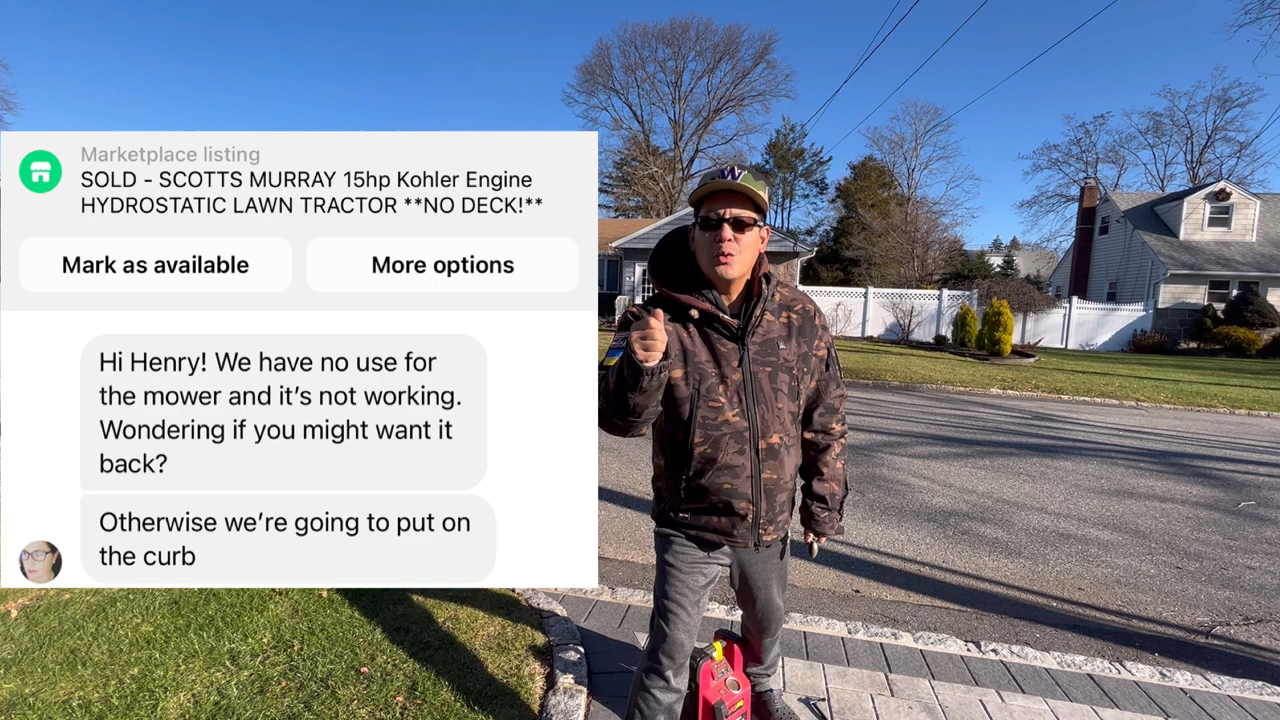 Marketplace listing
SOLD - SCOTTS MURRAY 15hp Kohler Engine
HYDROSTATIC LAWN TRACTOR **NO DECK!**
Mark as available
More options
Hi Henry! We have no use for
the mower and it’s not working.
Wondering if you might want it
back?
Otherwise we’re going to put on
the curb
W